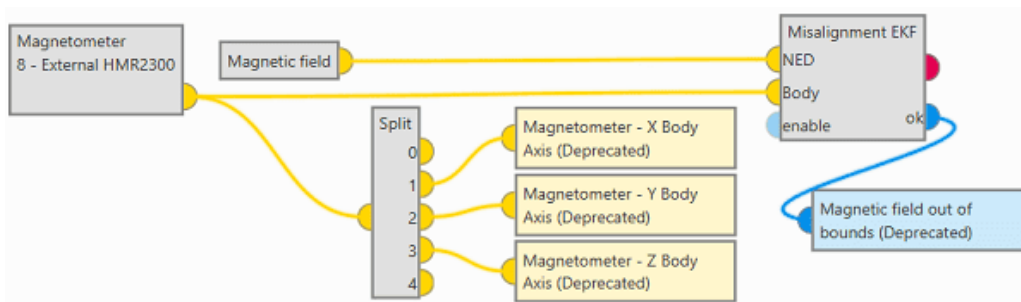 Magnetometer
8 - External HMR2300
Magnetic field
Misalignment EKF
NED
Body
enable
ok
Split
0
1
2
3
4
Magnetometer - X Body
Axis (Deprecated)
Magnetometer - Y Body
Axis (Deprecated)
Magnetometer - Z Body
Axis (Deprecated)
Magnetic field out of
bounds (Deprecated)